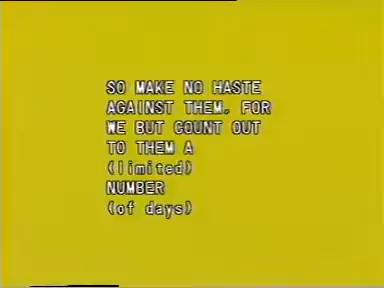 SO MAKE NO HASTE
AGAINST THEM. FOR
WE BUT COUNT OUT
TO THEM A
(limited)
NUMBER
(of days)